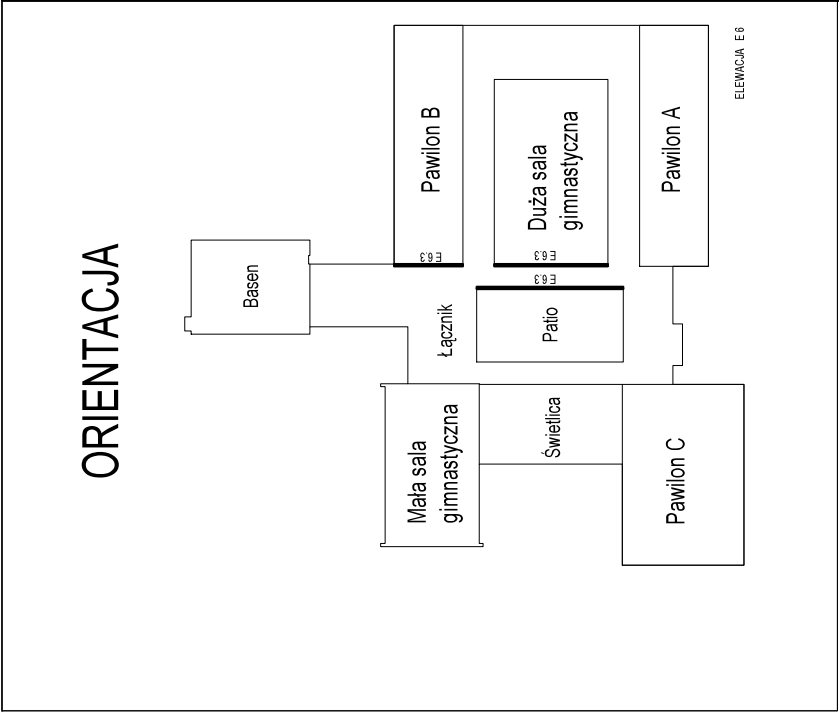 ORIENTACJA
Basen
Pawilon B
E 6.3
Duża sala
gimnastyczna
E 6.3
E 6.3
Pawilon A
ELEWACJA E 6
Łącznik
Patio
Mała sala
gimnastyczna
Świetlica
Pawilon C